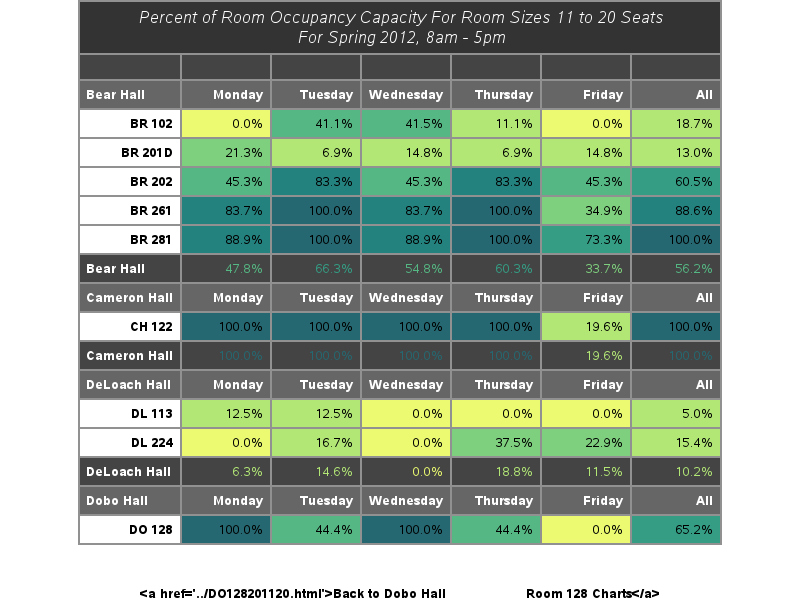 Percent of Room Occupancy Capacity For Room Sizes 11 to 20 Seats
For Spring 2012, 8am - 5pm
Bear Hall Monday Tuesday Wednesday Thursday Friday All
BR 102 0.0% 41.1% 41.5% 11.1% 0.0% 18.7%
BR 201D 21.3% 6.9% 14.8% 6.9% 14.8% 13.0%
BR 202 45.3% 83.3% 45.3% 83.3% 45.3% 60.5%
BR 261 83.7% 100.0% 83.7% 100.0% 34.9% 88.6%
BR 281 88.9% 100.0% 88.9% 100.0% 73.3% 100.0%
Bear Hall 47.8% 66.3% 54.8% 60.3% 33.7% 56.2%
Cameron Hall Monday Tuesday Wednesday Thursday Friday All
CH 122 100.0% 100.0% 100.0% 100.0% 19.6% 100.0%
Cameron Hall 100.0% 100.0% 100.0% 100.0% 19.6% 100.0%
DeLoach Hall Monday Tuesday Wednesday Thursday Friday All
DL 113 12.5% 12.5% 0.0% 0.0% 0.0% 5.0%
DL 224 0.0% 16.7% 0.0% 37.5% 22.9% 15.4%
DeLoach Hall 6.3% 14.6% 0.0% 18.8% 11.5% 10.2%
Dobo Hall Monday Tuesday Wednesday Thursday Friday All
DO 128 100.0% 44.4% 100.0% 44.4% 0.0% 65.2%
<a href='../DO128201120.html'>Back to Dobo Hall Room 128 Charts</a>